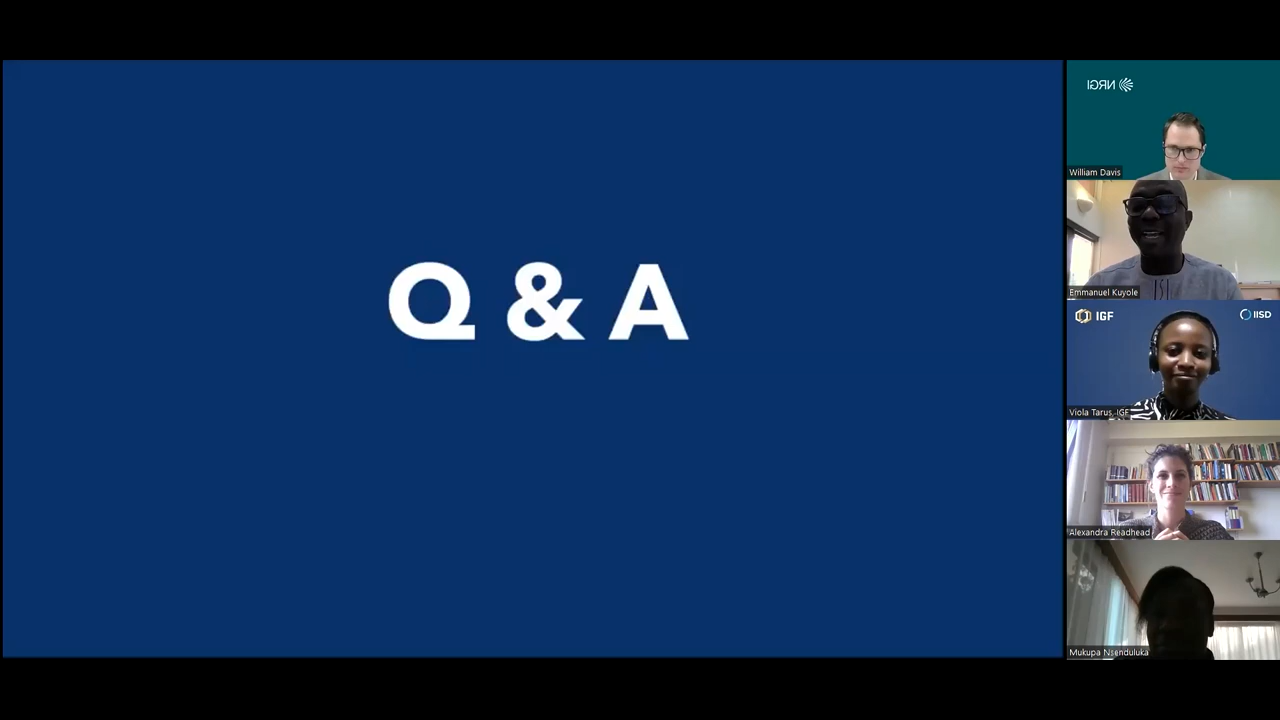 Q & A
NRGI
William Davis
Emmanuel Kuyole
IGF
IISD
Viola Tarus, IGF
Alexandra Readhead
Mukupa Nsenduluka